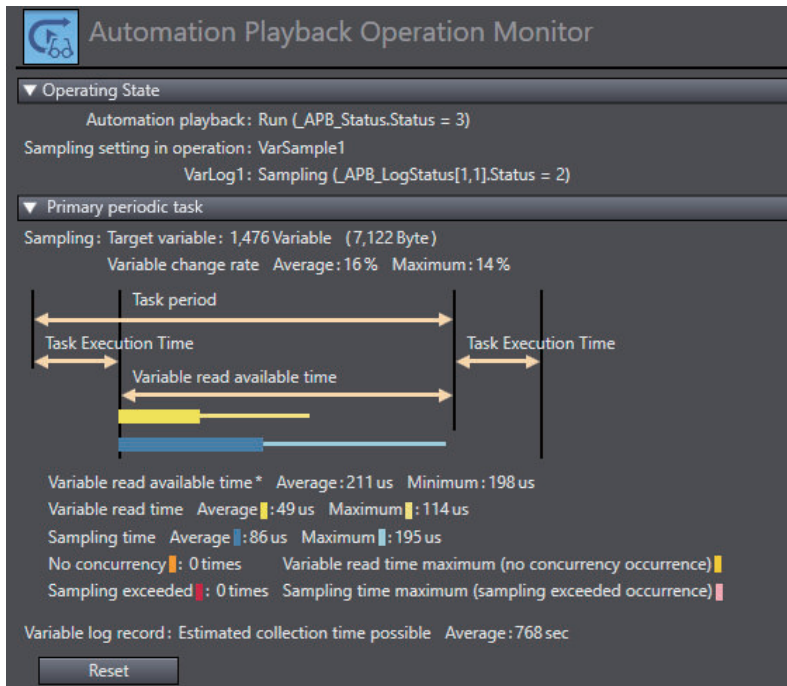 Automation Playback Operation Monitor
▼ Operating State
Automation playback: Run (_APB_Status.Status = 3)
Sampling setting in operation: VarSample1
VarLog1: Sampling (_APB_LogStatus[1,1].Status = 2)
▼ Primary periodic task
Sampling: Target variable: 1,476 Variable (7,122 Byte)
Variable change rate Average: 16 % Maximum: 14 %
Task period
Task Execution Time Task Execution Time
Variable read available time
Variable read available time* Average: 211 us Minimum: 198 us
Variable read time Average : 49 us Maximum : 114 us
Sampling time Average : 86 us Maximum : 195 us
No concurrency : 0 times Variable read time maximum (no concurrency occurrence)
Sampling exceeded : 0 times Sampling time maximum (sampling exceeded occurrence)
Variable log record: Estimated collection time possible Average: 768 sec
Reset